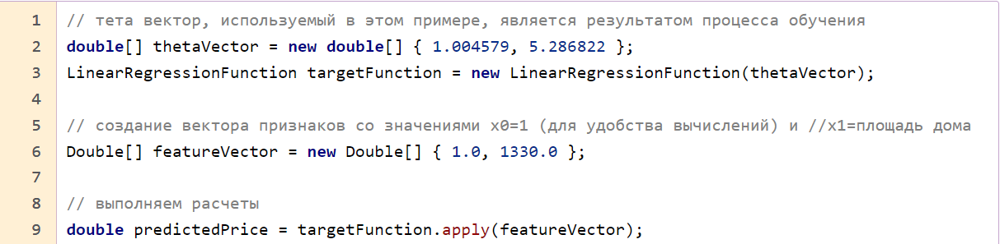 1 // тета вектор, используемый в этом примере, является результатом процесса обучения
2 double[] thetaVector = new double[] { 1.004579, 5.286822 };
3 LinearRegressionFunction targetFunction = new LinearRegressionFunction(thetaVector);
4
5 // создание вектора признаков со значениями x0=1 (для удобства вычислений) и //x1=площадь дома
6 Double[] featureVector = new Double[] { 1.0, 1330.0 };
7
8 // выполняем расчеты
9 double predictedPrice = targetFunction.apply(featureVector);